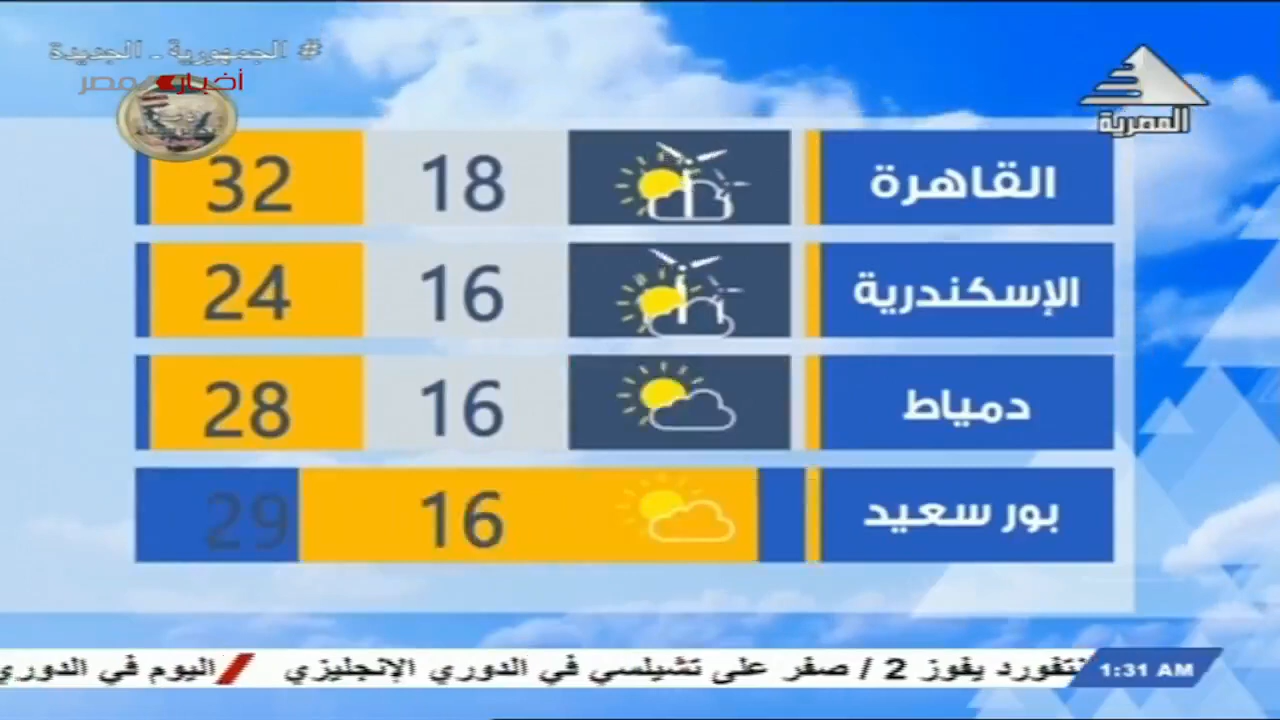 # الجمهورية - الجديدة
أخبار مصر
المصرية
القاهرة 18 32
الإسكندرية 16 24
دمياط 16 28
بور سعيد 16 29
1:31 AM نتفورد يفوز 2 / صفر على تشيلسي في الدوري الإنجليزي اليوم في الدوري